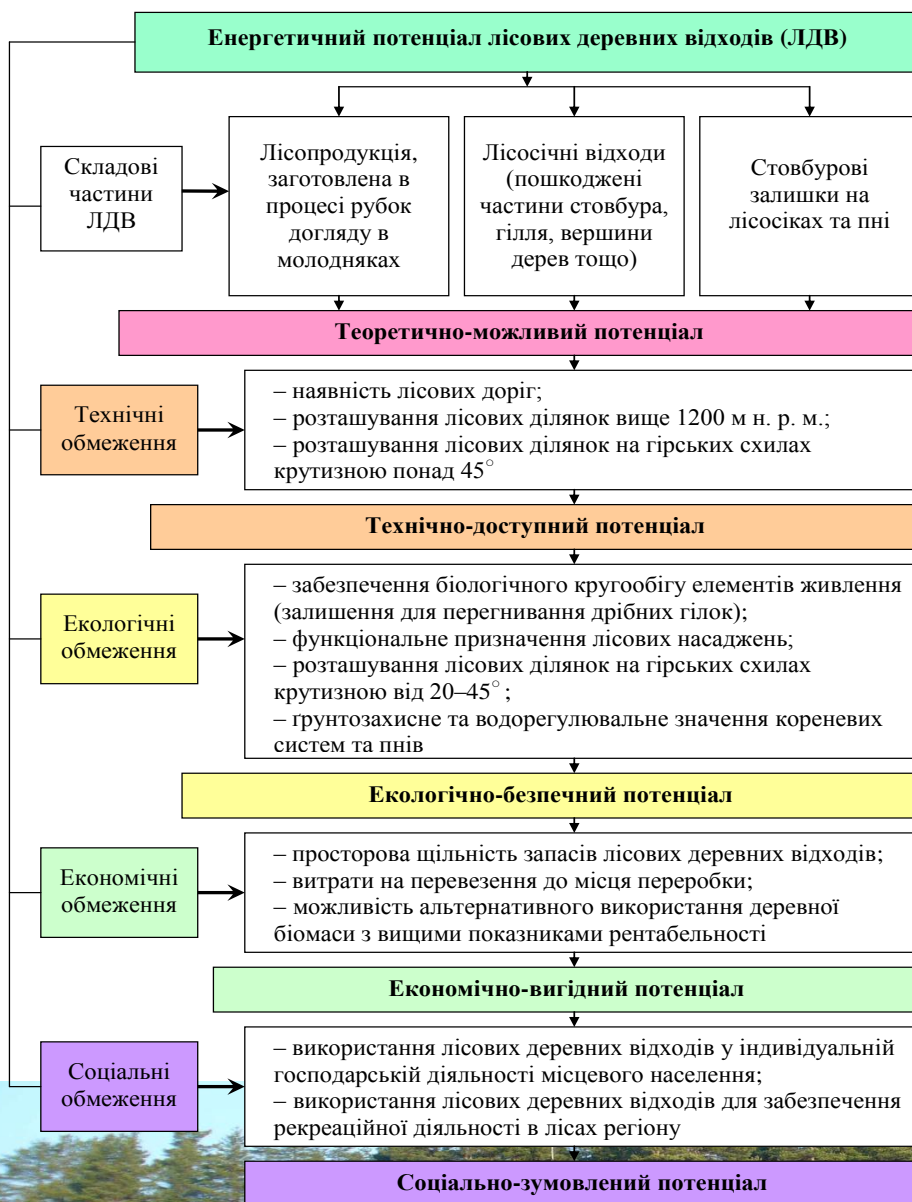 Енергетичний потенціал лісових деревних відходів (ЛДВ)
Складові
частини
ЛДВ
Лісопродукція,
заготовлена в
процесі рубок
догляду в
молодняках
Лісосічні відходи
(пошкоджені
частини стовбура,
гілля, вершини
дерев тощо)
Стовбурові
залишки на
лісосіках та пні
Теоретично-можливий потенціал
Технічні
обмеження
– наявність лісових доріг;
– розташування лісових ділянок вище 1200 м н. р. м.;
– розташування лісових ділянок на гірських схилах
крутизною понад 45°
Технічно-доступний потенціал
Екологічні
обмеження
– забезпечення біологічного кругообігу елементів живлення
(залишення для перегнивання дрібних гілок);
– функціональне призначення лісових насаджень;
– розташування лісових ділянок на гірських схилах
крутизною від 20–45° ;
– ґрунтозахисне та водорегулювальне значення кореневих
систем та пнів
Екологічно-безпечний потенціал
Економічні
обмеження
– просторова щільність запасів лісових деревних відходів;
– витрати на перевезення до місця переробки;
– можливість альтернативного використання деревної
біомаси з вищими показниками рентабельності
Економічно-вигідний потенціал
Соціальні
обмеження
– використання лісових деревних відходів у індивідуальній
господарській діяльності місцевого населення;
– використання лісових деревних відходів для забезпечення
рекреаційної діяльності в лісах регіону
Соціально-зумовлений потенціал